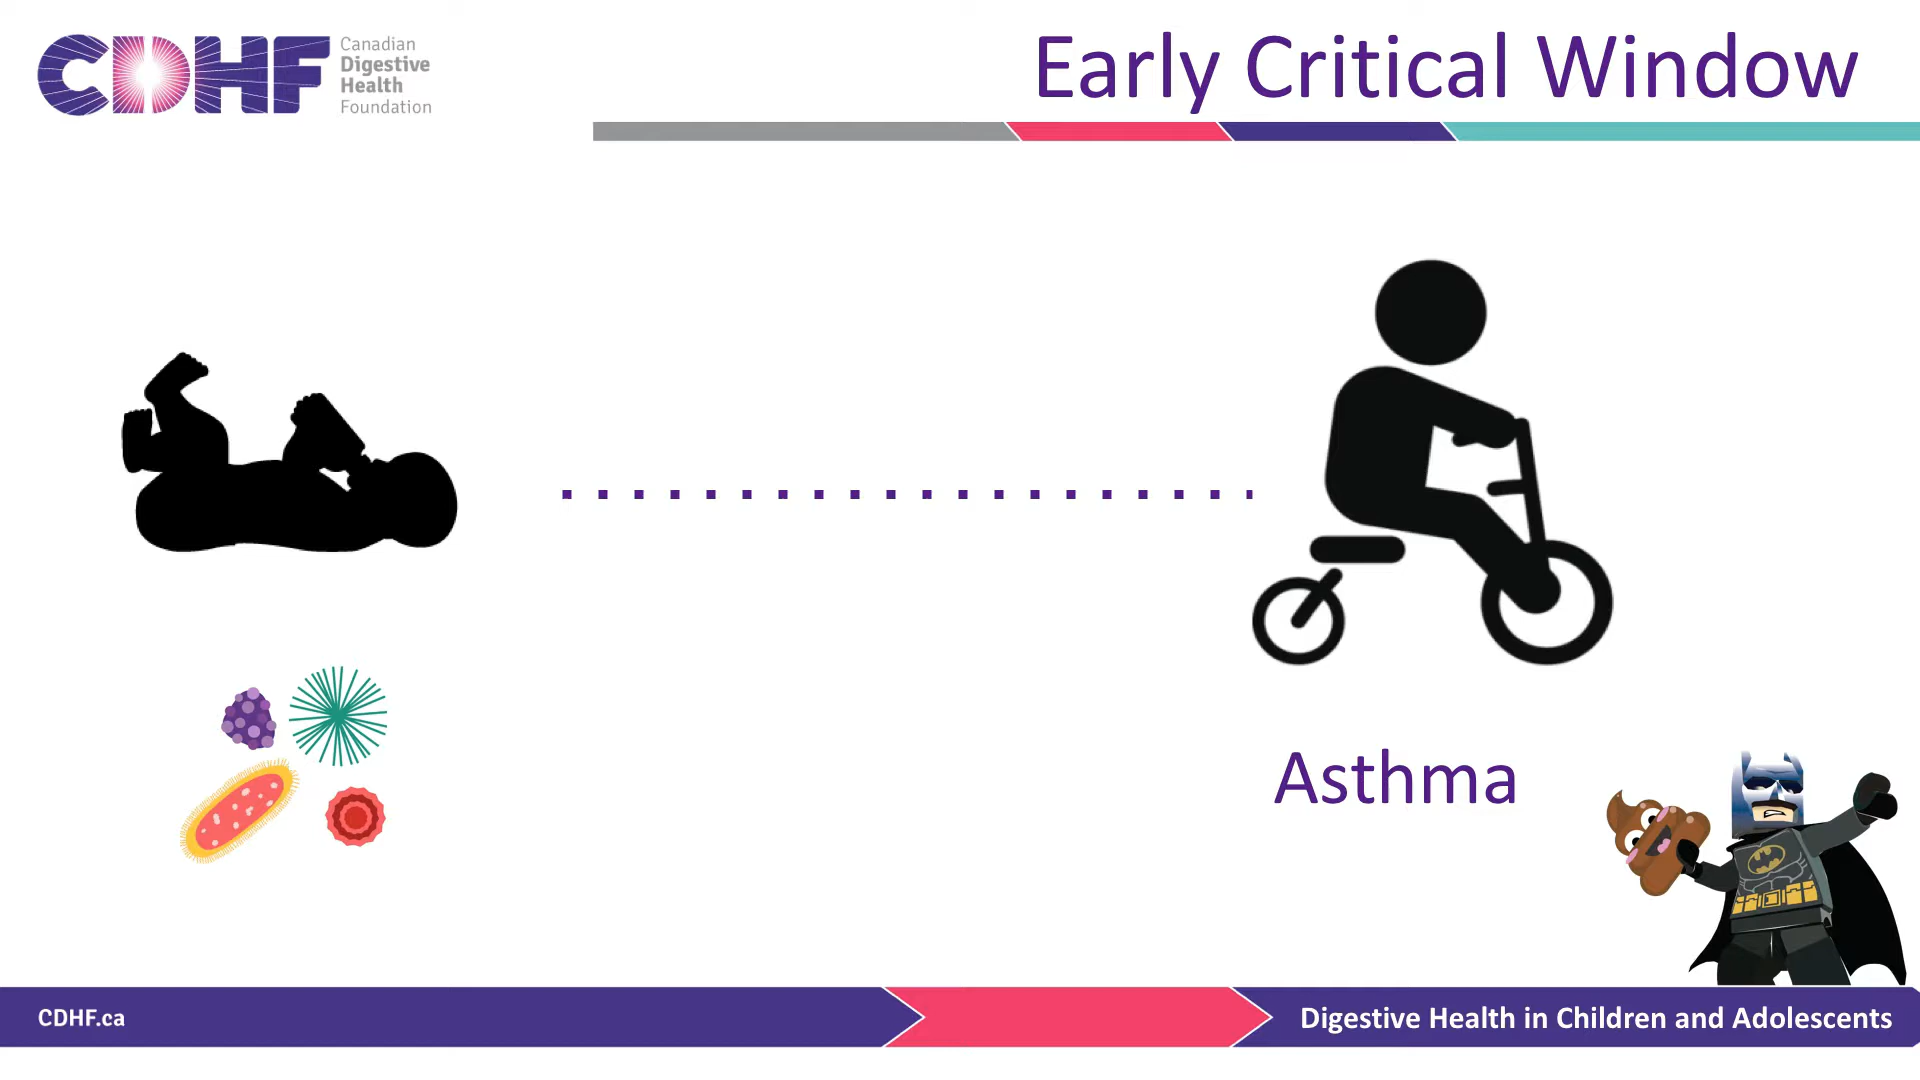 CDHF
Canadian
Digestive
Health
Foundation
Early Critical Window
Asthma
CDHF.ca
Digestive Health in Children and Adolescents